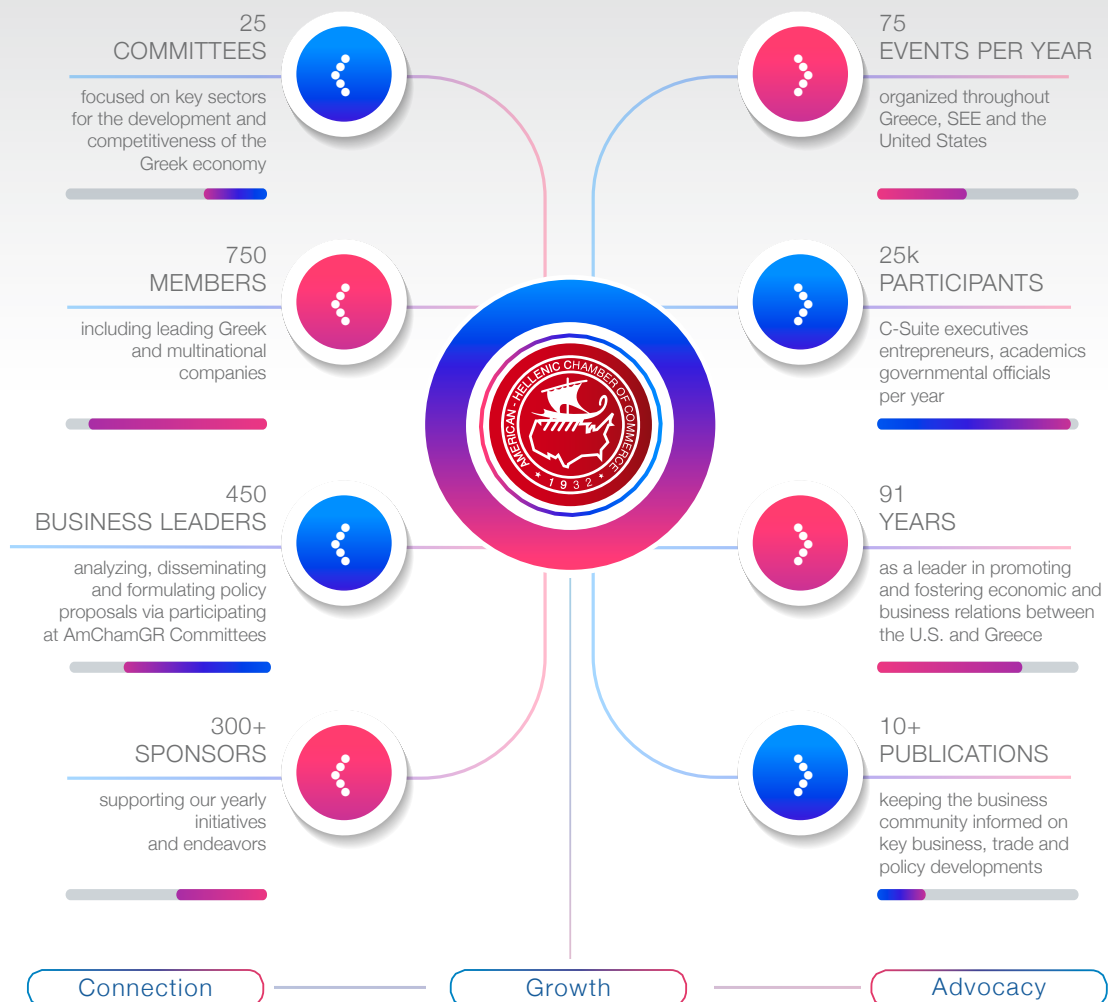 25
COMMITTEES
focused on key sectors
for the development and
competitiveness of the
Greek economy
750
MEMBERS
including leading Greek
and multinational
companies
450
BUSINESS LEADERS
analyzing, disseminating
and formulating policy
proposals via participating
at AmChamGR Committees
300+
SPONSORS
supporting our yearly
initiatives
and endeavors
AMERICAN - HELLENIC CHAMBER OF COMMERCE
* 1932 *
75
EVENTS PER YEAR
organized throughout
Greece, SEE and the
United States
25k
PARTICIPANTS
C-Suite executives
entrepreneurs, academics
governmental officials
per year
91
YEARS
as a leader in promoting
and fostering economic and
business relations between
the U.S. and Greece
10+
PUBLICATIONS
keeping the business
community informed on
key business, trade and
policy developments
Connection
Growth
Advocacy